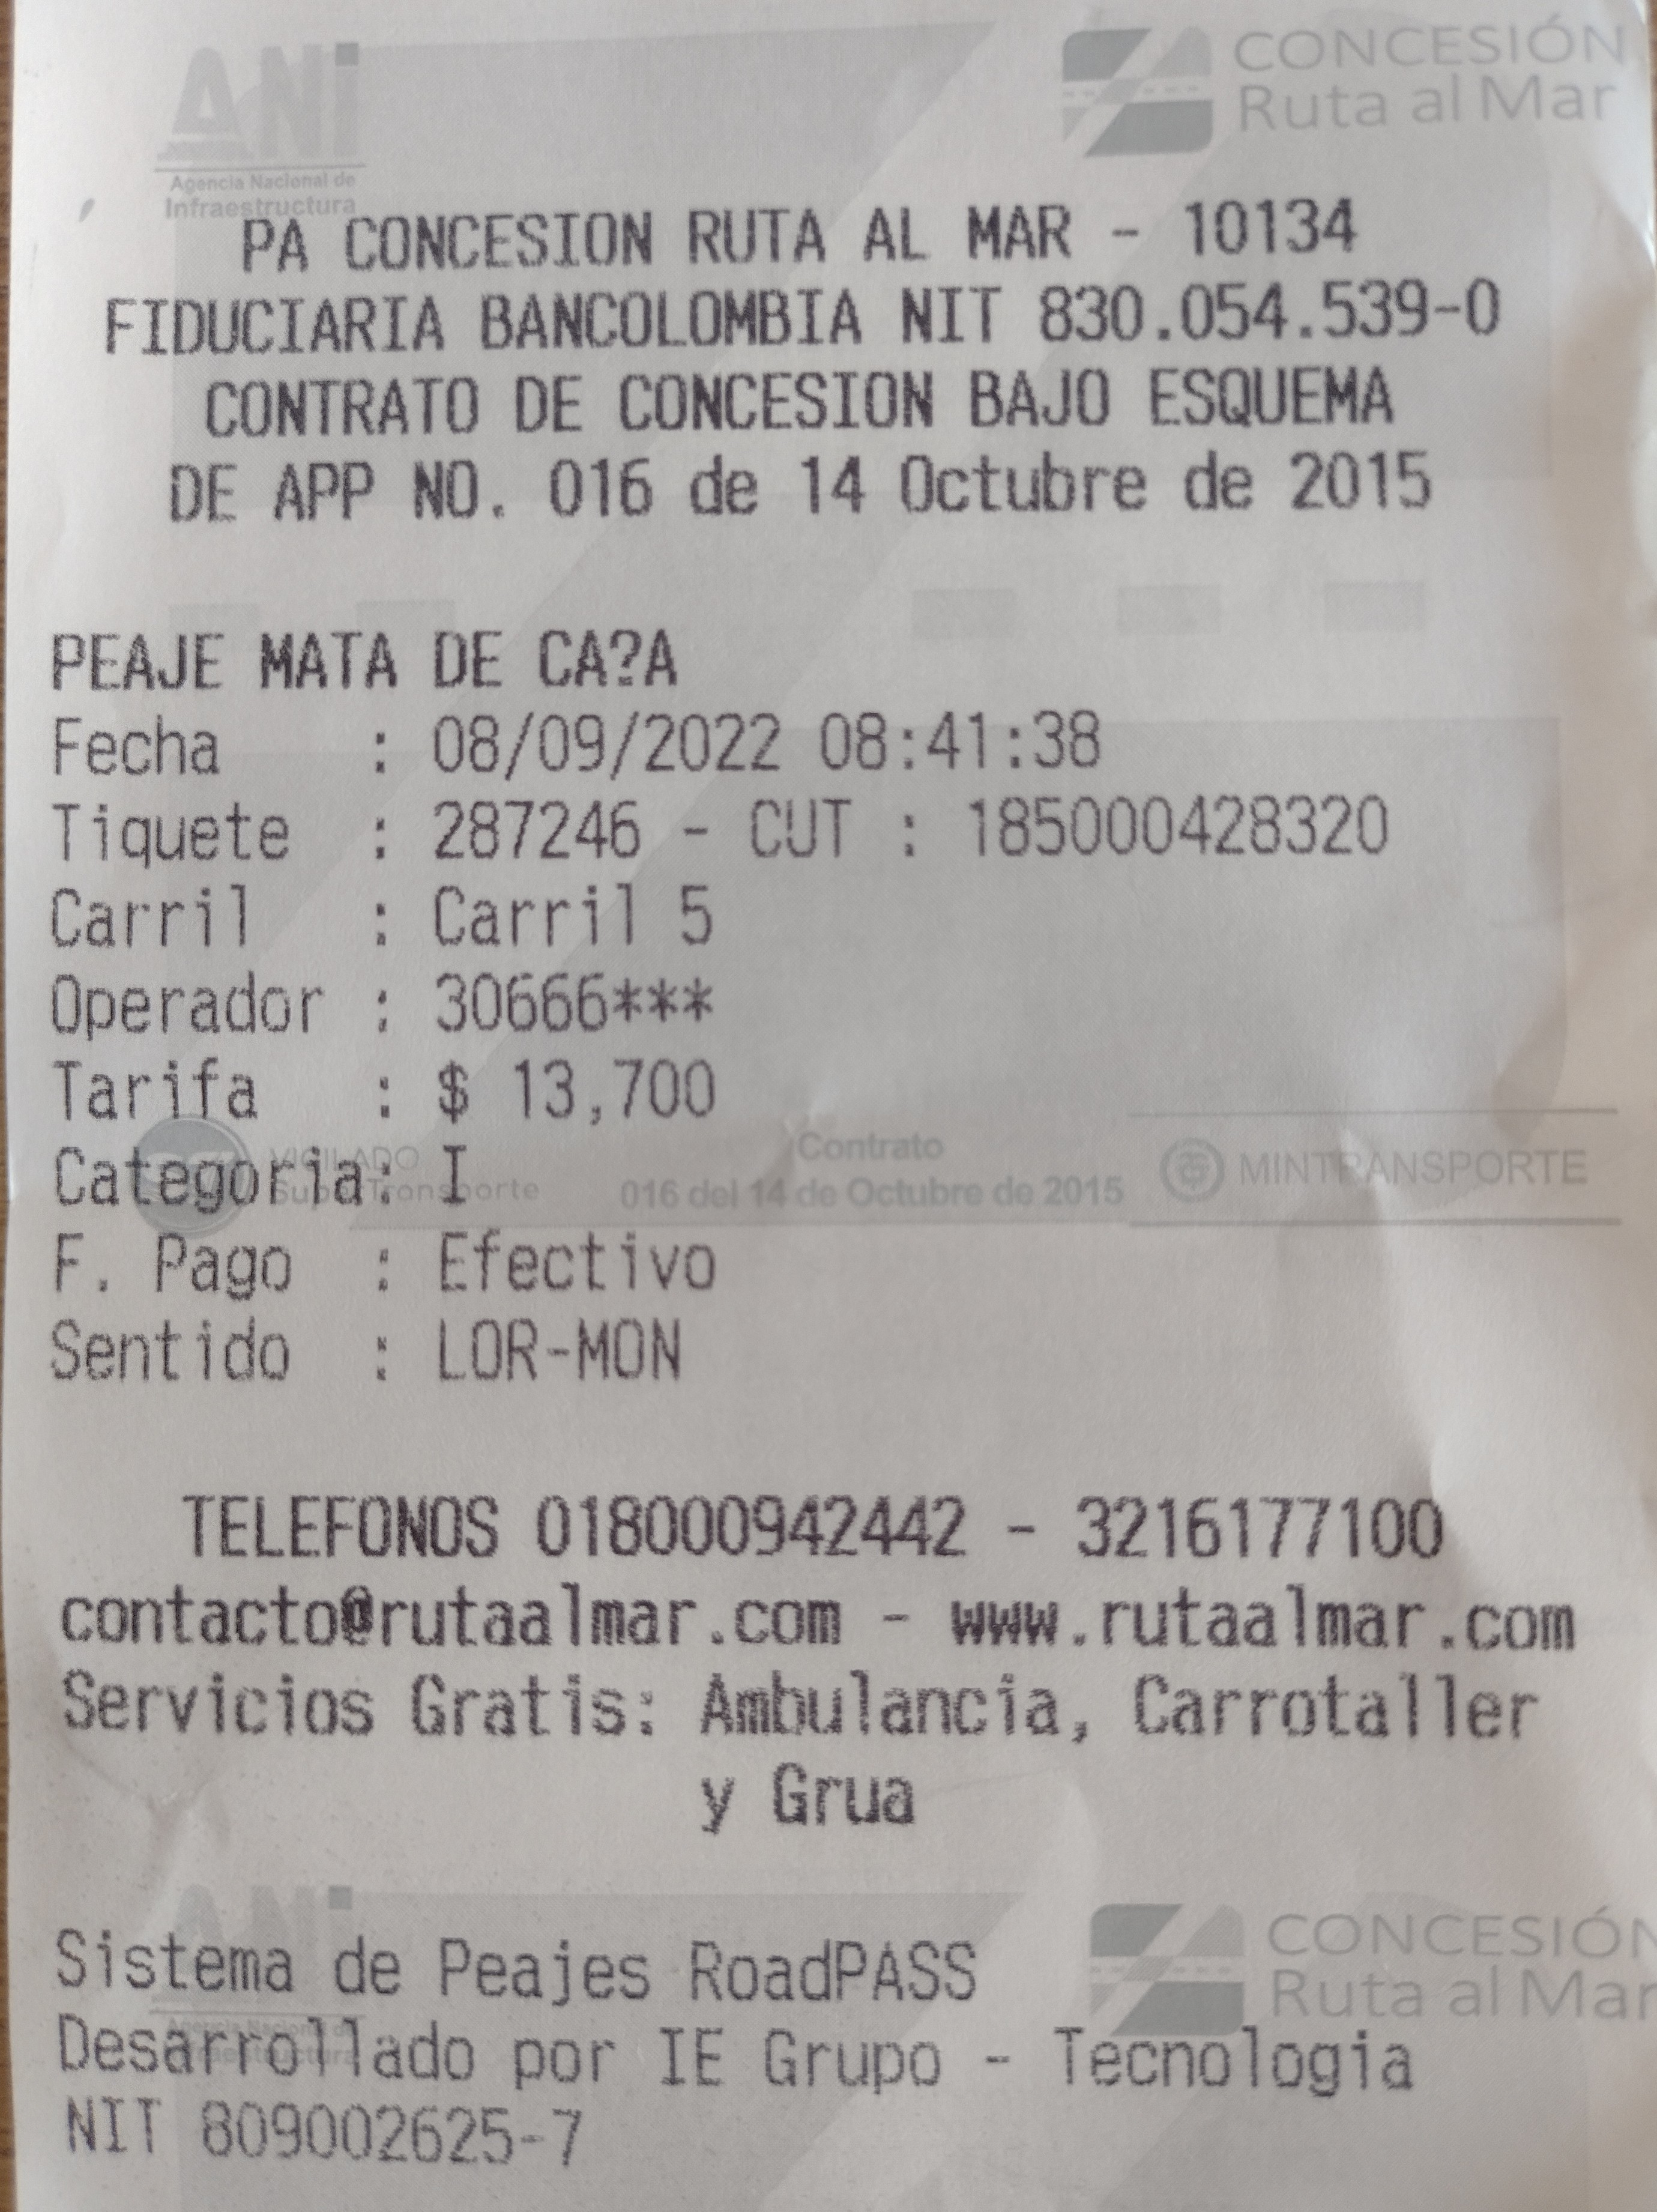 ANi
Agencia Nacional de
Infraestructura
CONCESIÓN
Ruta al Mar
PA CONCESION RUTA AL MAR - 10134
FIDUCIARIA BANCOLOMBIA NIT 830.054.539-0
CONTRATO DE CONCESION BAJO ESQUEMA
DE APP NO. 016 de 14 Octubre de 2015
PEAJE MATA DE CA?A
Fecha : 08/09/2022 08:41:38
Tiquete : 287246 - CUT : 185000428320
Carril : Carril 5
Operador : 30666***
Tarifa : $ 13,700
Categoria: I
VIGILADO
SuperTransporte
Contrato
016 del 14 de Octubre de 2015
MINTRANSPORTE
F. Pago : Efectivo
Sentido : LOR-MON
TELEFONOS 018000942442 - 3216177100
contacto@rutaalmar.com - www.rutaalmar.com
Servicios Gratis: Ambulancia, Carrotaller
y Grua
ANi
CONCESIÓN
Ruta al Mar
Sistema de Peajes RoadPASS
Desarrollado por IE Grupo - Tecnologia
NIT 809002625-7